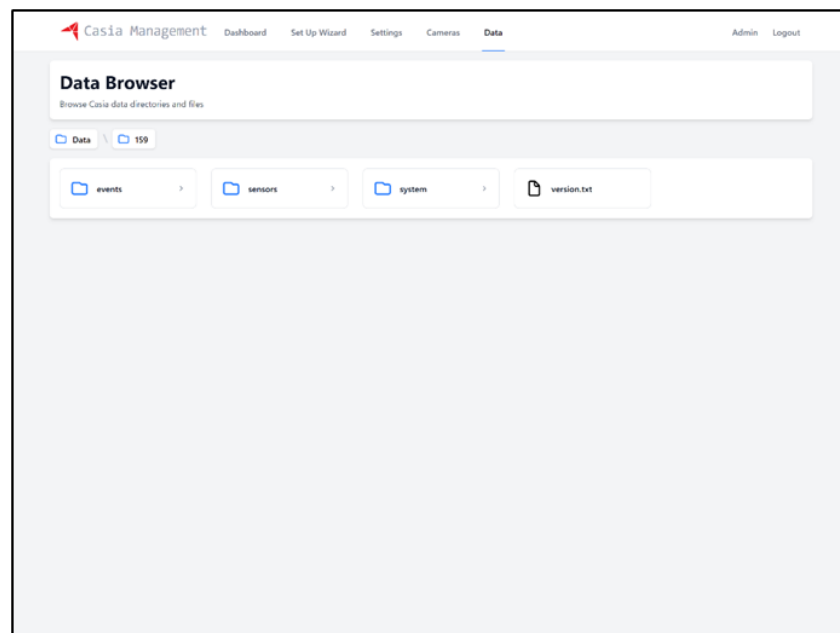 Casia Management Dashboard Set Up Wizard Settings Cameras Data Admin Logout
Data Browser
Browse Casia data directories and files
Data \ 159
events > sensors > system > version.txt